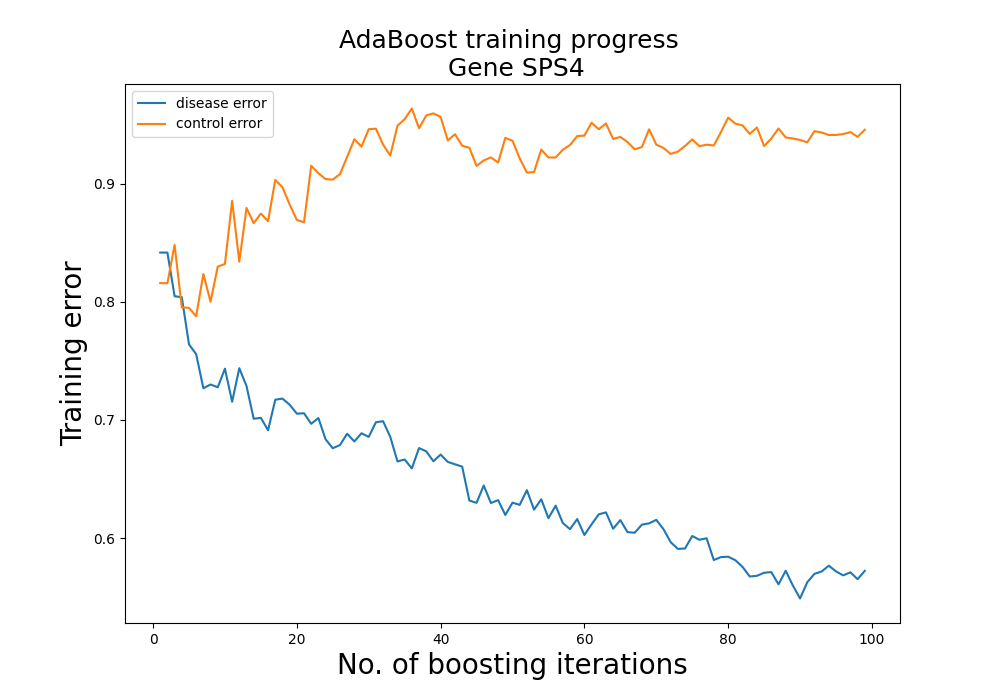 AdaBoost training progress
Gene SPS4
disease error
control error
Training error
0.9
0.8
0.7
0.6
0
20
40
60
80
100
No. of boosting iterations